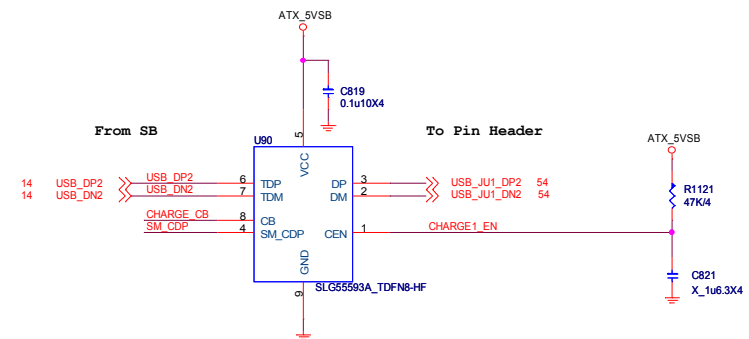 ATX_5VSB
C819
0.1u10X4
From SB
To Pin Header
ATX_5VSB
U90
5
VCC
14 USB_DP2 USB_DP2 6 TDP DP 3 USB_JU1_DP2 54
14 USB_DN2 USB_DN2 7 TDM DM 2 USB_JU1_DN2 54
R1121
47K/4
CHARGE_CB 8 CB
SM_CDP 4 SM_CDP CEN 1 CHARGE1_EN
GND
9
SLG55593A_TDFN8-HF
C821
X_1u6.3X4